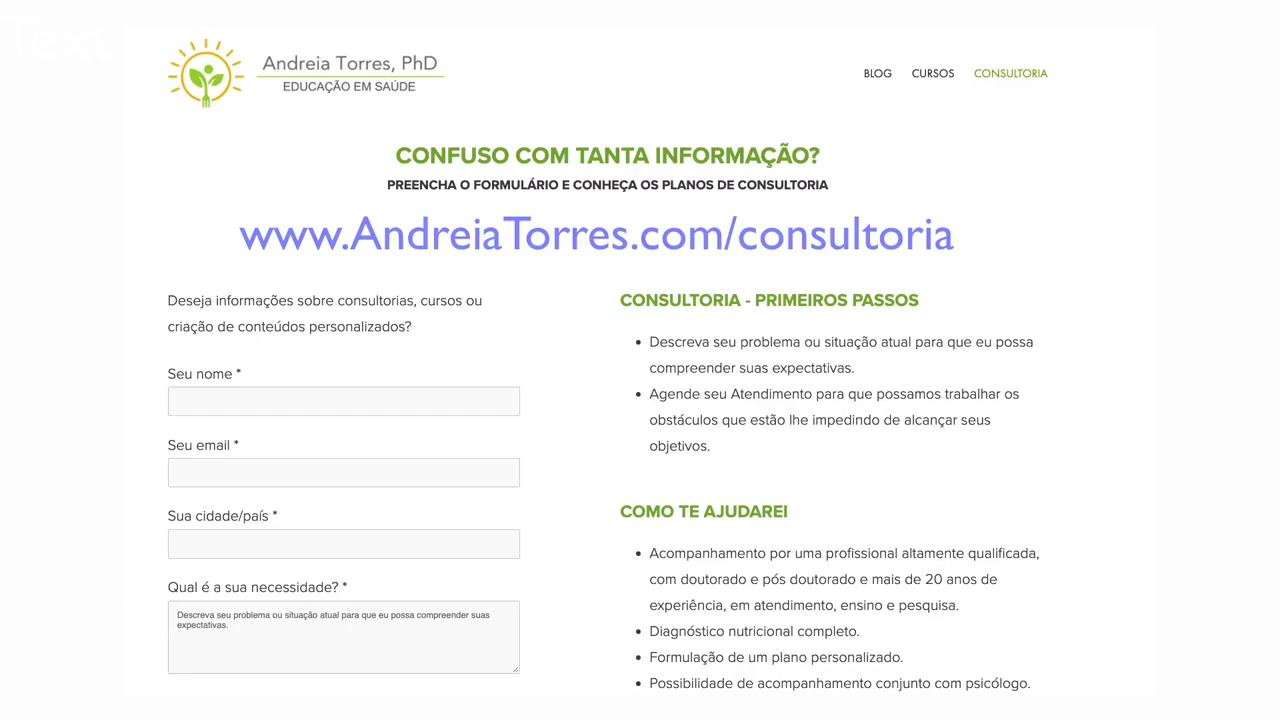 Text
Andreia Torres, PhD
EDUCAÇÃO EM SAÚDE
BLOG CURSOS CONSULTORIA
CONFUSO COM TANTA INFORMAÇÃO?
PREENCHA O FORMULÁRIO E CONHEÇA OS PLANOS DE CONSULTORIA
www.AndreiaTorres.com/consultoria
Deseja informações sobre consultorias, cursos ou
criação de conteúdos personalizados?
Seu nome *
Seu email *
Sua cidade/país *
Qual é a sua necessidade? *
Descreva seu problema ou situação atual para que eu possa compreender suas
expectativas.
CONSULTORIA - PRIMEIROS PASSOS
• Descreva seu problema ou situação atual para que eu possa
compreender suas expectativas.
• Agende seu Atendimento para que possamos trabalhar os
obstáculos que estão lhe impedindo de alcançar seus
objetivos.
COMO TE AJUDAREI
• Acompanhamento por uma profissional altamente qualificada,
com doutorado e pós doutorado e mais de 20 anos de
experiência, em atendimento, ensino e pesquisa.
• Diagnóstico nutricional completo.
• Formulação de um plano personalizado.
• Possibilidade de acompanhamento conjunto com psicólogo.